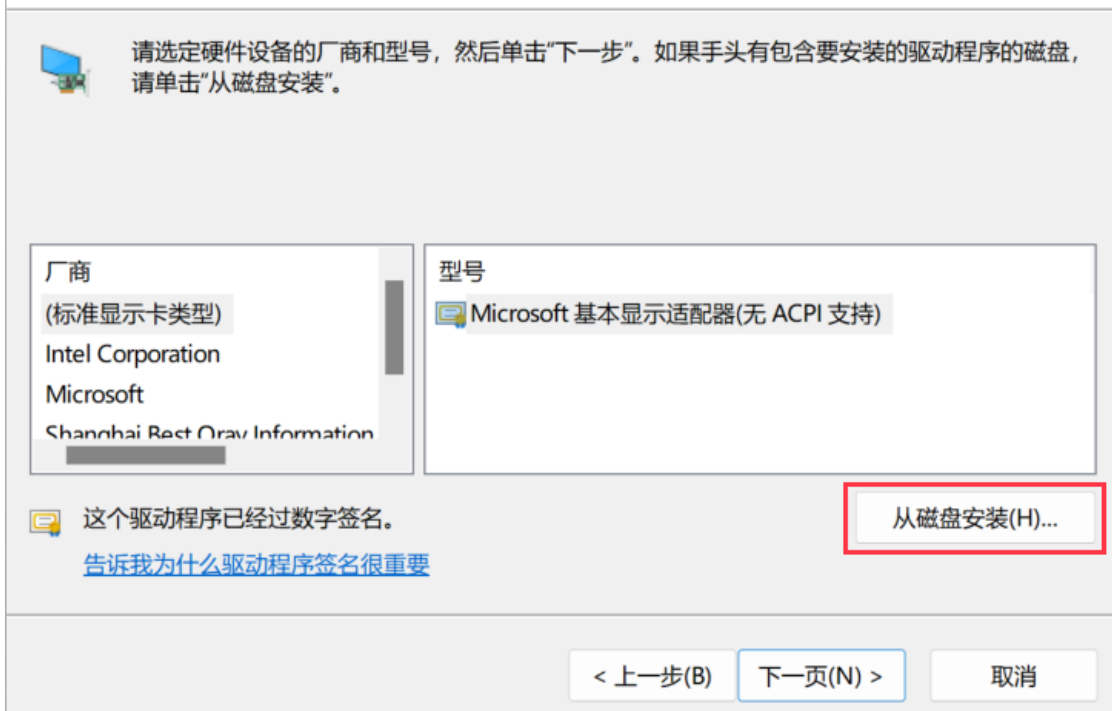 请选定硬件设备的厂商和型号，然后单击“下一步”。如果手头有包含要安装的驱动程序的磁盘，
请单击“从磁盘安装”。
厂商
(标准显示卡类型)
Intel Corporation
Microsoft
Shanghai Best Oray Information
型号
Microsoft 基本显示适配器(无 ACPI 支持)
这个驱动程序已经过数字签名。
告诉我为什么驱动程序签名很重要
从磁盘安装(H)...
< 上一步(B)
下一页(N) >
取消